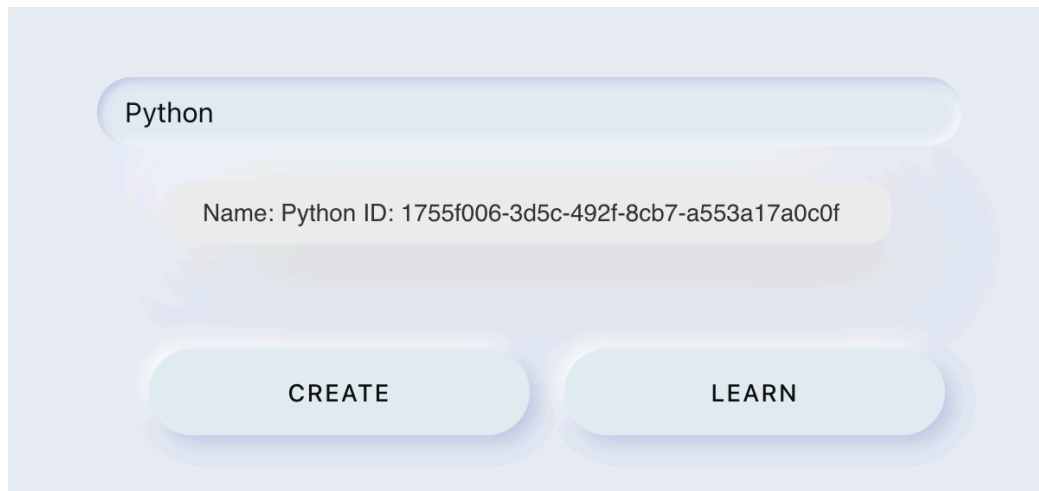 Python
Name: Python ID: 1755f006-3d5c-492f-8cb7-a553a17a0c0f
CREATE
LEARN